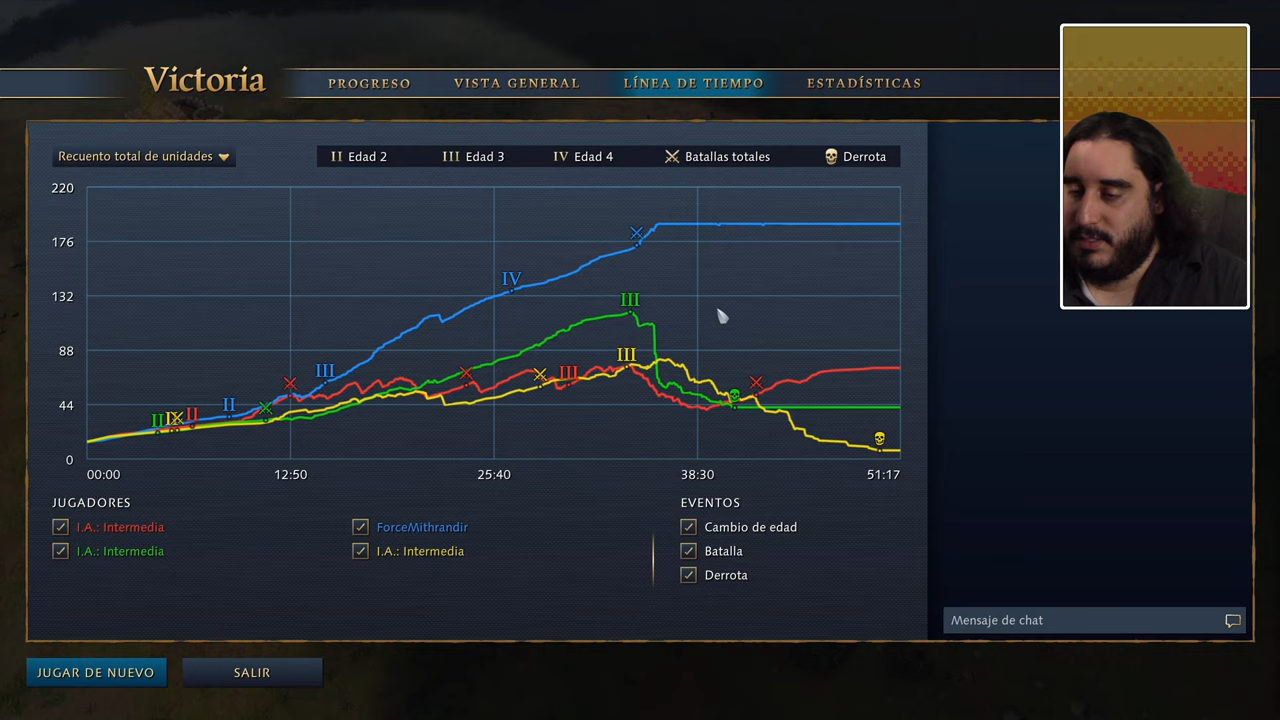 Victoria
PROGRESO
VISTA GENERAL
LÍNEA DE TIEMPO
ESTADÍSTICAS
Recuento total de unidades
II Edad 2
III Edad 3
IV Edad 4
Batallas totales
Derrota
220
176
132
88
44
0
IV
III
III
III
III
II
II
II
00:00
12:50
25:40
38:30
51:17
JUGADORES
I.A.: Intermedia
ForceMithrandir
I.A.: Intermedia
I.A.: Intermedia
EVENTOS
Cambio de edad
Batalla
Derrota
Mensaje de chat
JUGAR DE NUEVO
SALIR